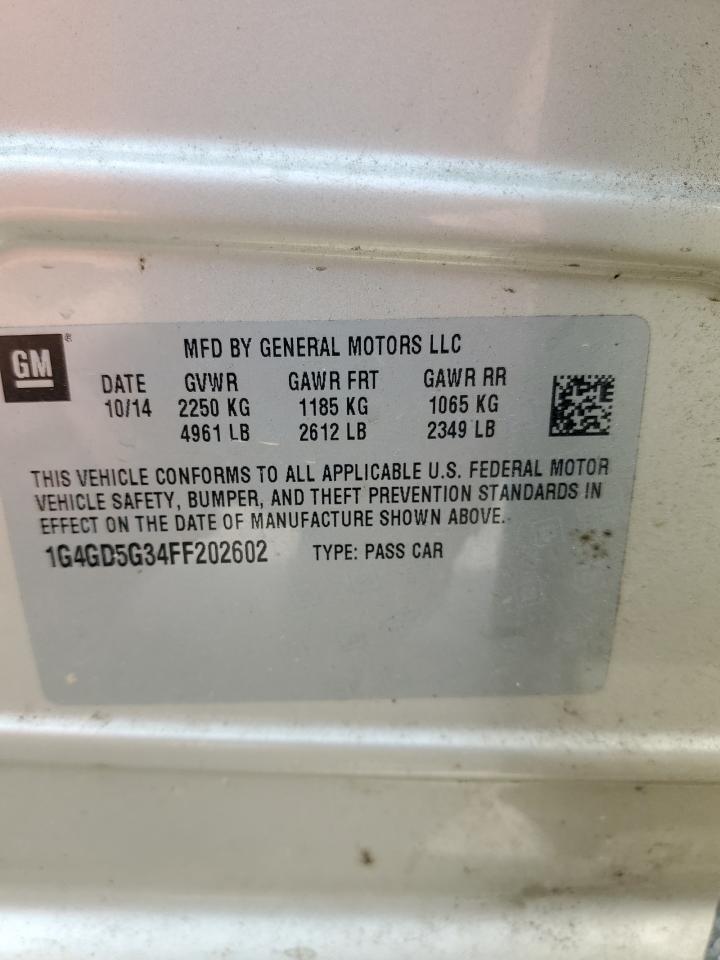 GM®
MFD BY GENERAL MOTORS LLC
DATE GVWR GAWR FRT GAWR RR
10/14 2250 KG 1185 KG 1065 KG
4961 LB 2612 LB 2349 LB
THIS VEHICLE CONFORMS TO ALL APPLICABLE U.S. FEDERAL MOTOR
VEHICLE SAFETY, BUMPER, AND THEFT PREVENTION STANDARDS IN
EFFECT ON THE DATE OF MANUFACTURE SHOWN ABOVE.
1G4GD5G34FF202602 TYPE: PASS CAR